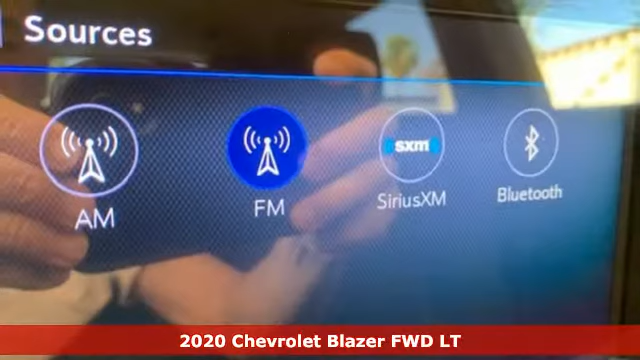 Sources
sxm
AM
FM
SiriusXM
Bluetooth
2020 Chevrolet Blazer FWD LT